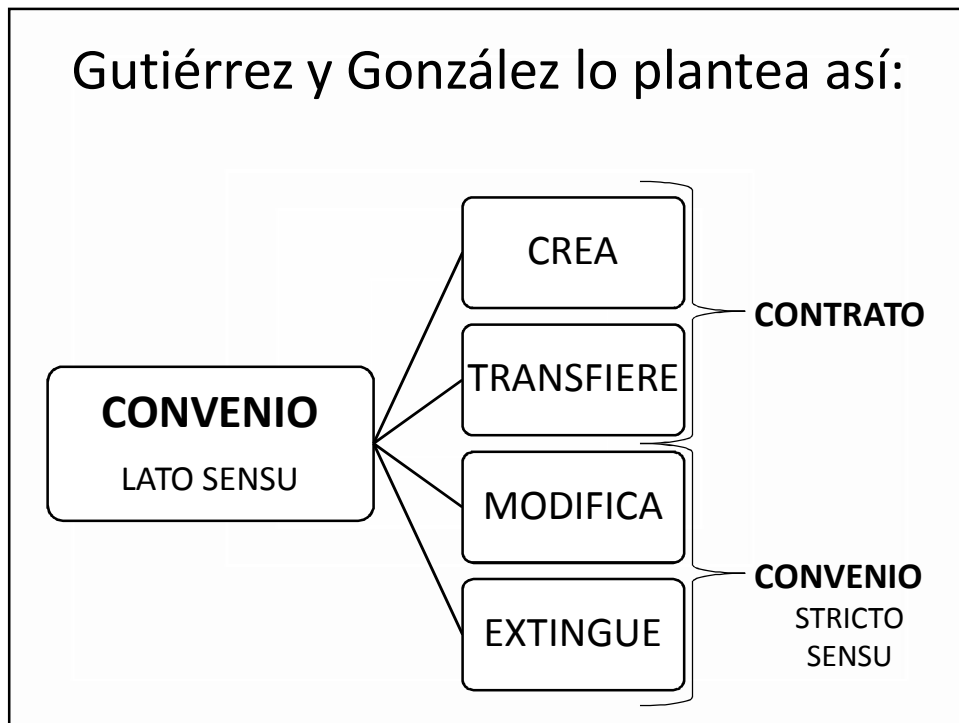 Gutiérrez y González lo plantea así:
CREA
CONTRATO
TRANSFIERE
CONVENIO
LATO SENSU
MODIFICA
CONVENIO
STRICTO
SENSU
EXTINGUE